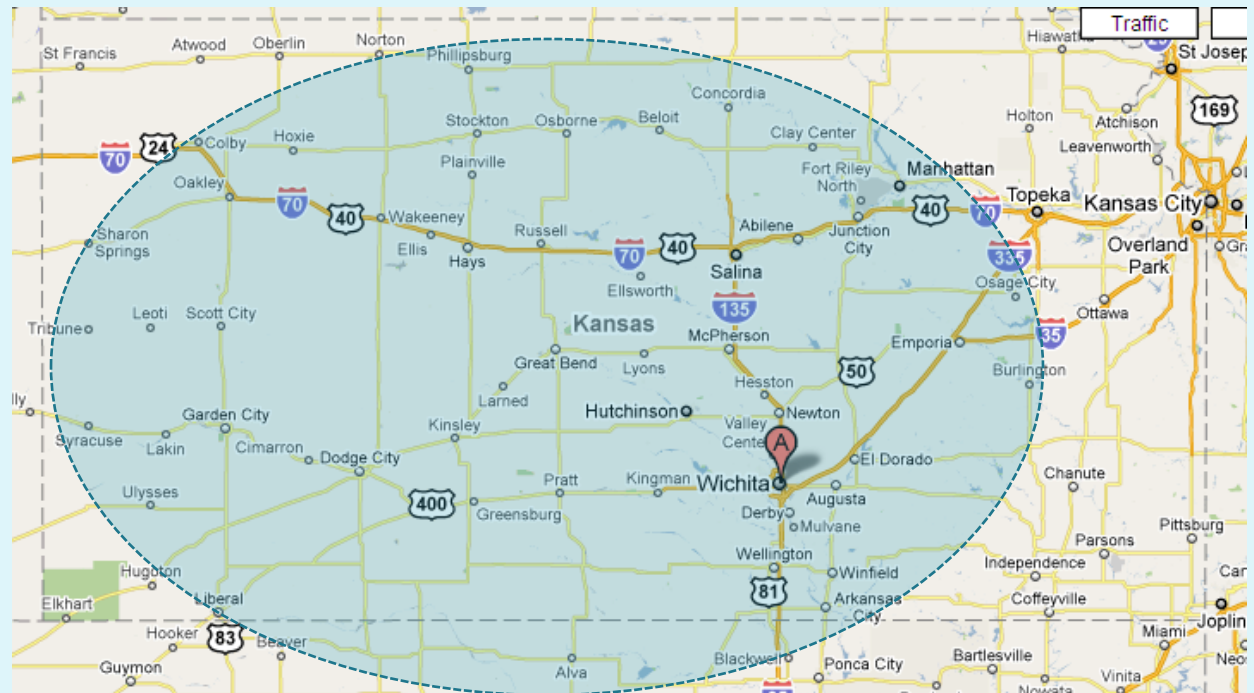 Traffic
Hiawath
St Francis
Atwood
Oberlin
Norton
Phillipsburg
St Josep
Concordia
169
Stockton
Osborne
Beloit
Holton
Atchison
Clay Center
24
70
Colby
Hoxie
Leavenworth
Plainville
Fort Riley
North
Manhattan
Oakley
70
40
Wakeeney
Topeka
Kansas City
40
70
Sharon
Springs
Ellis
Hays
Russell
70
40
Abilene
Junction
City
Overland
Park
335
Salina
Ellsworth
Osage City
135
Ottawa
Tribune
Leoti
Scott City
Kansas
McPherson
Emporia
35
Great Bend
Lyons
50
Burlington
Hesston
Larned
Hutchinson
Newton
Garden City
Kinsley
Valley
Cente
A
Syracuse
Lakin
Cimarron
Dodge City
El Dorado
Chanute
Ulysses
Pratt
Kingman
Wichita
Augusta
400
Greensburg
Derby
Mulvane
Pittsburg
Parsons
Wellington
Independence
Hugoton
Winfield
81
Elkhart
Liberal
Arkansas
City
Coffeyville
Joplin
Hooker
83
Beaver
Miami
Guymon
Alva
Blackwell
Ponca City
Bartlesville
Vinita
Nowata